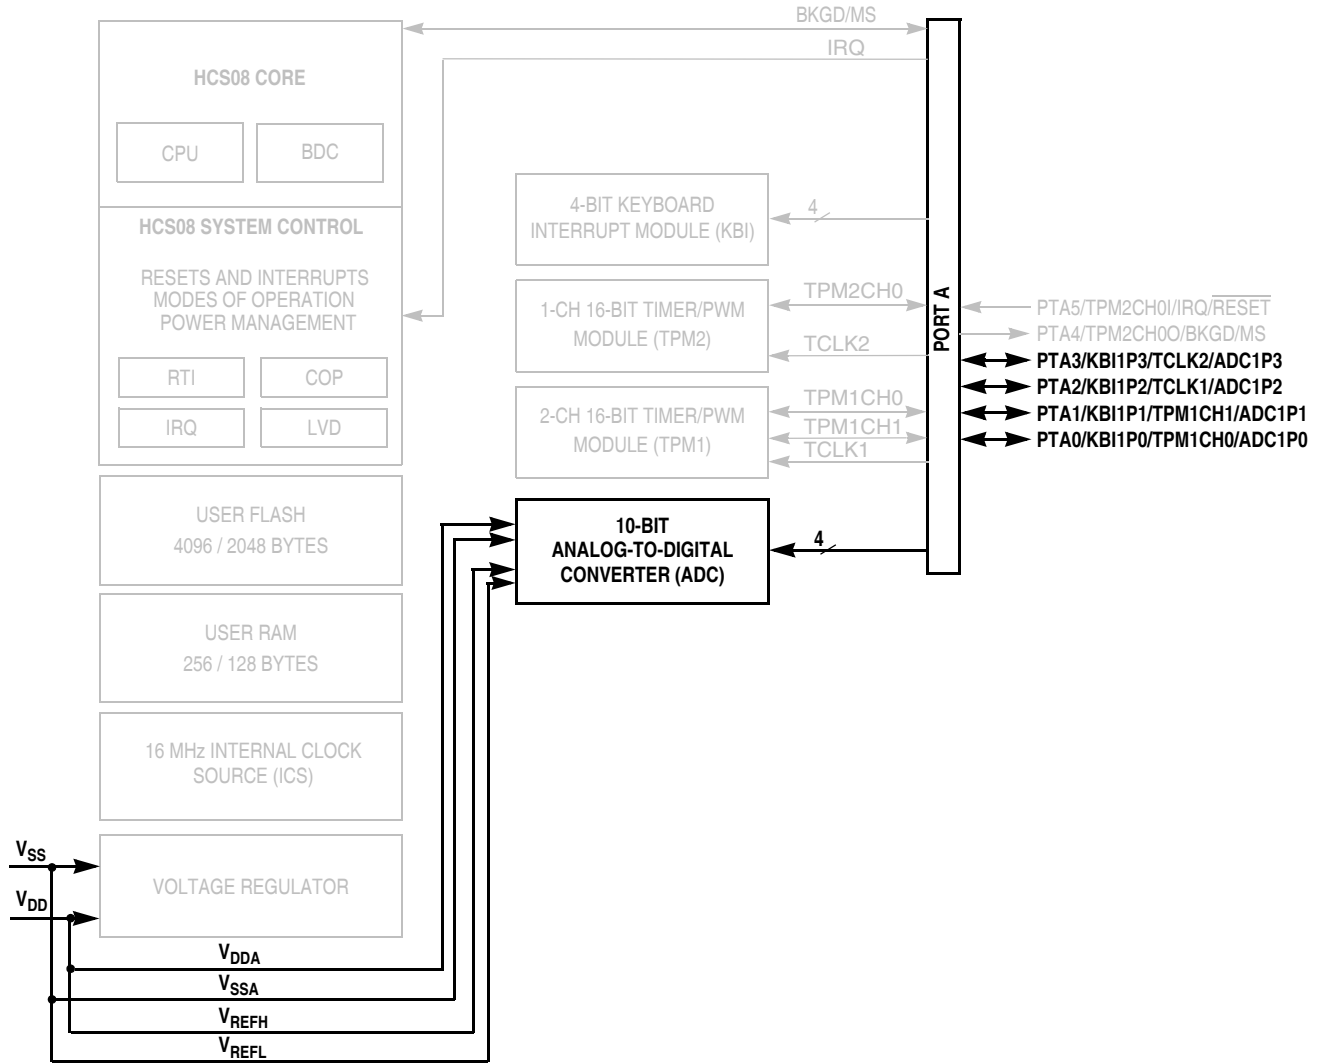 BKGD/MS
IRQ
HCS08 CORE
CPU
BDC
HCS08 SYSTEM CONTROL
RESETS AND INTERRUPTS
MODES OF OPERATION
POWER MANAGEMENT
RTI
COP
IRQ
LVD
USER FLASH
4096 / 2048 BYTES
USER RAM
256 / 128 BYTES
16 MHz INTERNAL CLOCK
SOURCE (ICS)
VOLTAGE REGULATOR
VSS
VDD
VDDA
VSSA
VREFH
VREFL
4-BIT KEYBOARD
INTERRUPT MODULE (KBI)
4
1-CH 16-BIT TIMER/PWM
MODULE (TPM2)
TPM2CH0
TCLK2
2-CH 16-BIT TIMER/PWM
MODULE (TPM1)
TPM1CH0
TPM1CH1
TCLK1
10-BIT
ANALOG-TO-DIGITAL
CONVERTER (ADC)
4
PORT A
PTA5/TPM2CH0I/IRQ/RESET
PTA4/TPM2CH0O/BKGD/MS
PTA3/KBI1P3/TCLK2/ADC1P3
PTA2/KBI1P2/TCLK1/ADC1P2
PTA1/KBI1P1/TPM1CH1/ADC1P1
PTA0/KBI1P0/TPM1CH0/ADC1P0